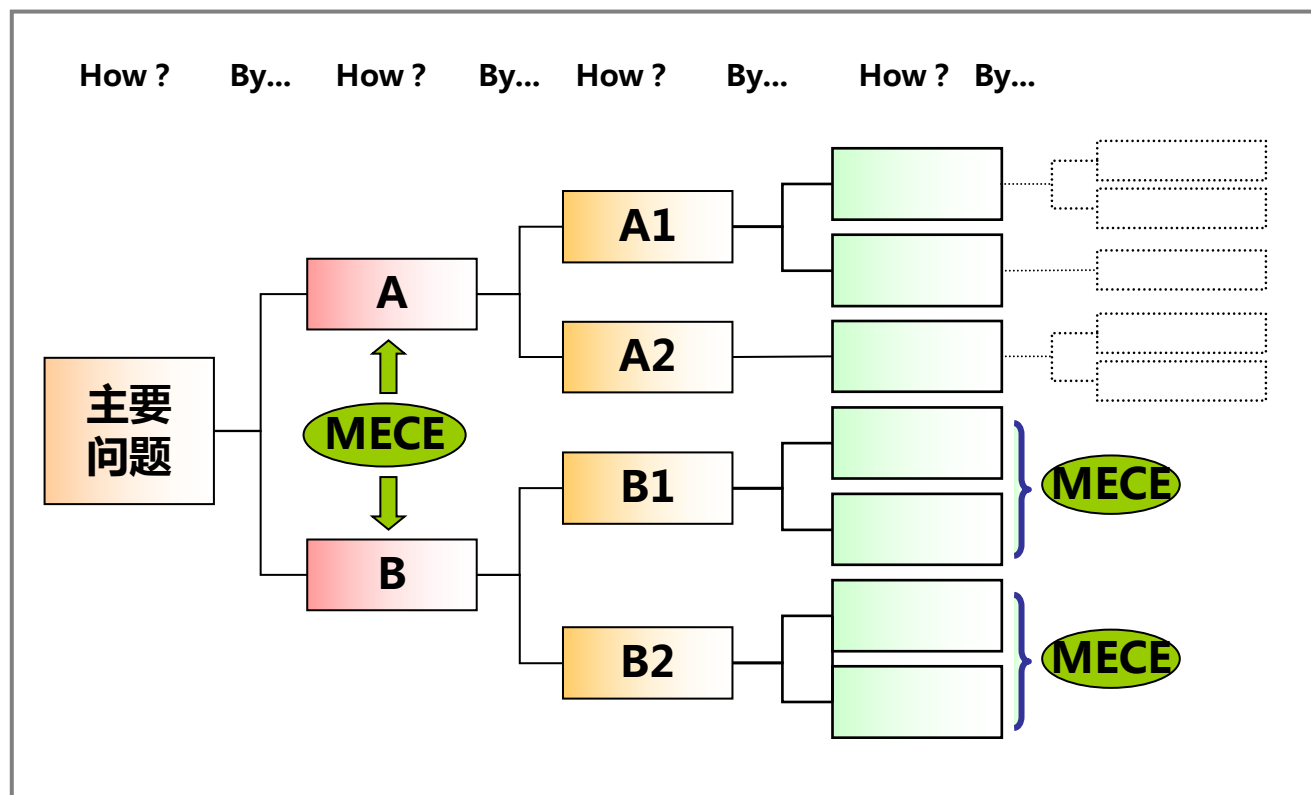 How ? By... How ? By... How ? By... How ? By...
A1
A
A2
主要
问题
MECE
B1
MECE
B
B2
MECE